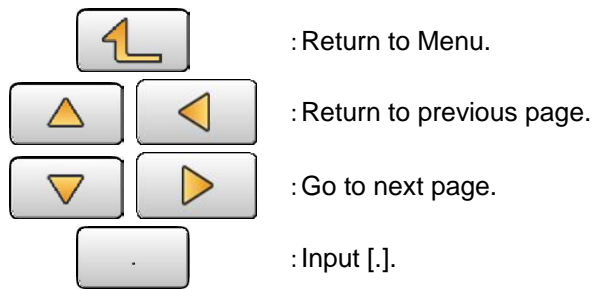 :Return to Menu.
:Return to previous page.
:Go to next page.
. :Input [.].